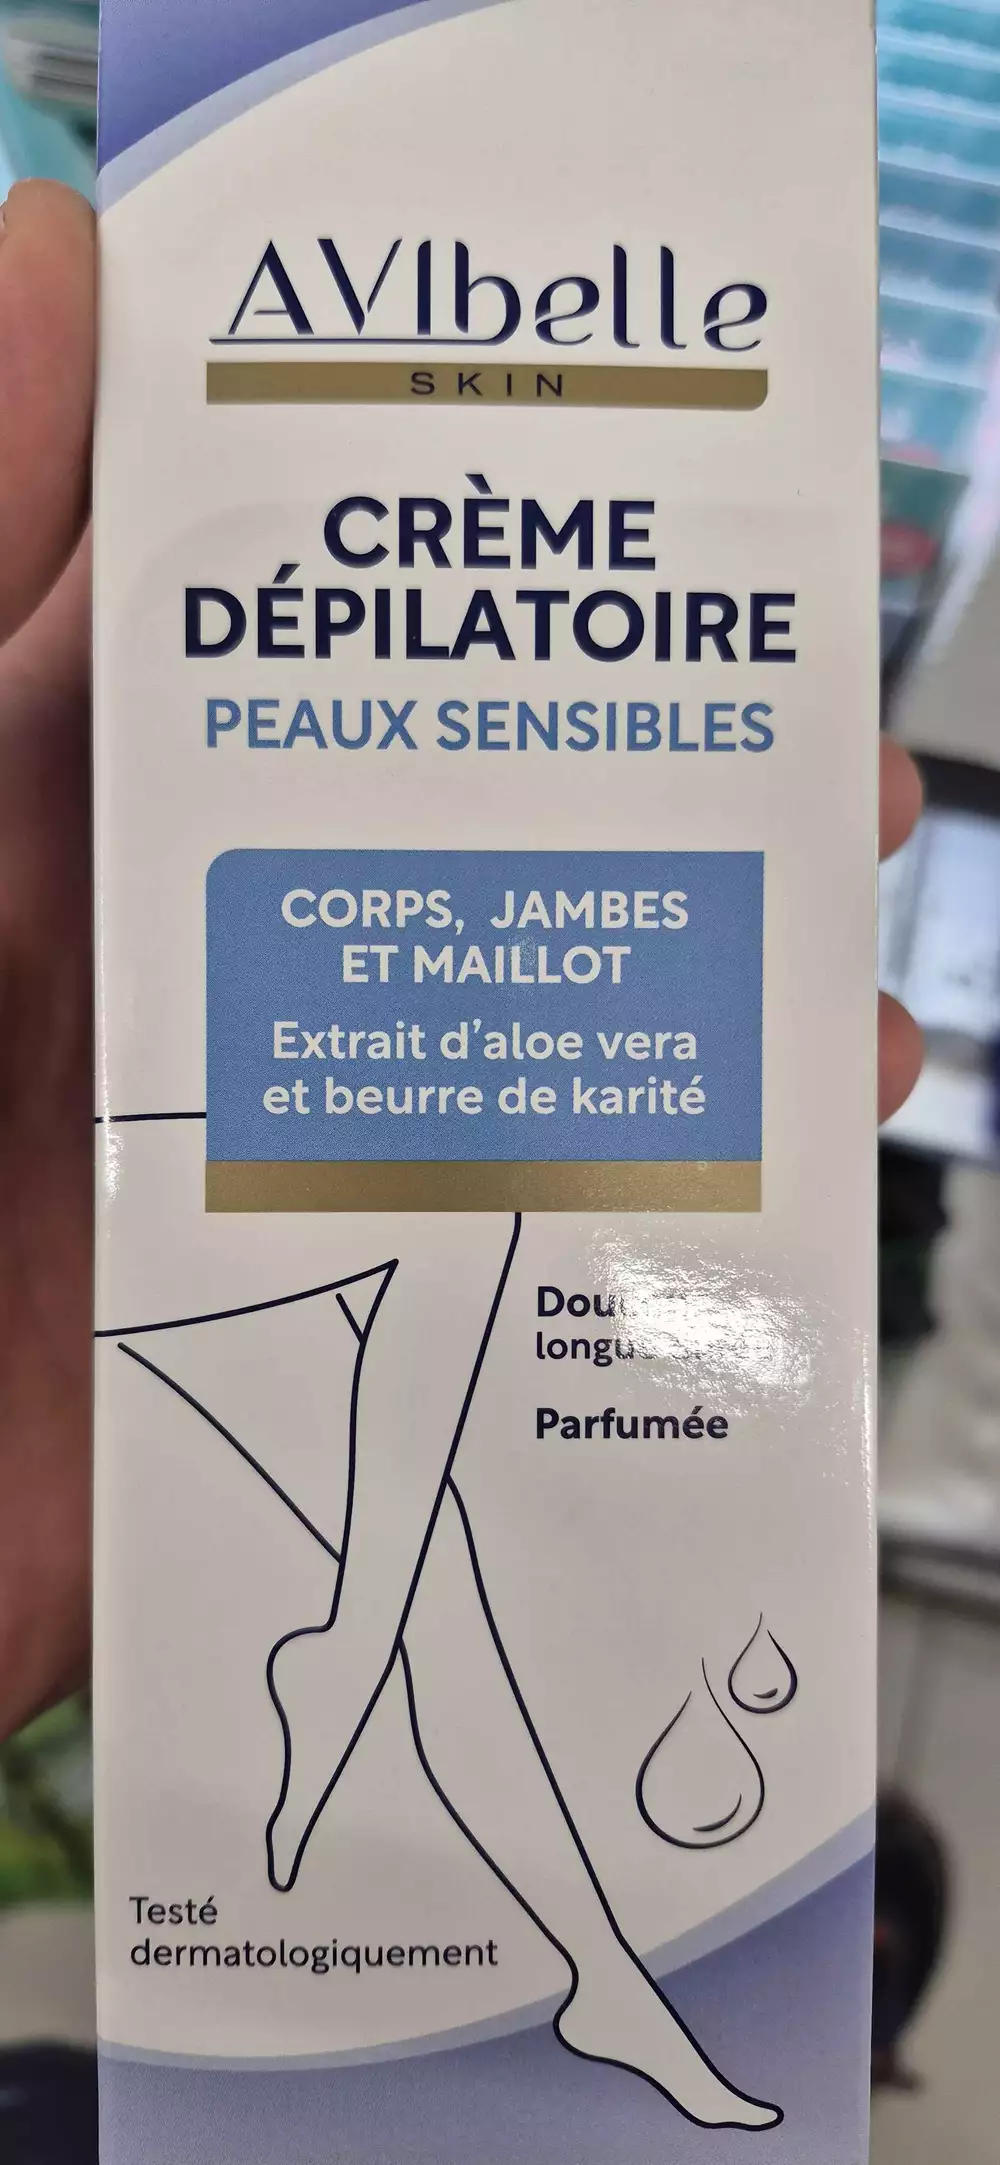 AVIbelle
SKIN
CRÈME
DÉPILATOIRE
PEAUX SENSIBLES
CORPS, JAMBES
ET MAILLOT
Extrait d'aloe vera
et beurre de karité
Parfumée
Testé
dermatologiquement